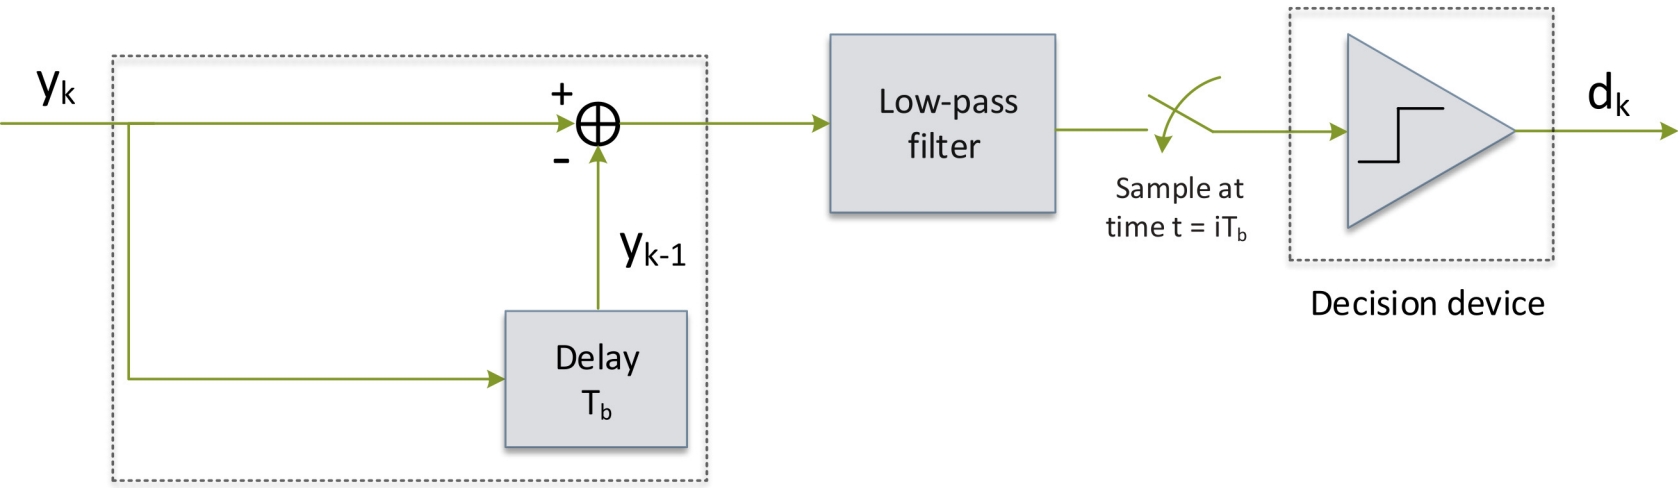 yk
+
-
yk-1
Delay
Tb
Low-pass
filter
Sample at
time t = iTb
Decision device
dk